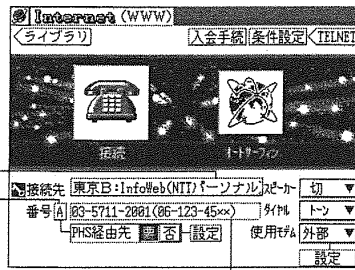 Internet (WWW)
＜ライブラリ 入会手続 条件設定 ＜TELNET
接続 オートサーフィン
接続先 東京B:InfoWeb(NTTパーソナル) スピーカー 切 ▼
番号 A 03-5711-2001(06-123-45××) ダイヤル トーン ▼
PHS経由先 要 否 設定 使用モデム 外部 ▼
設定